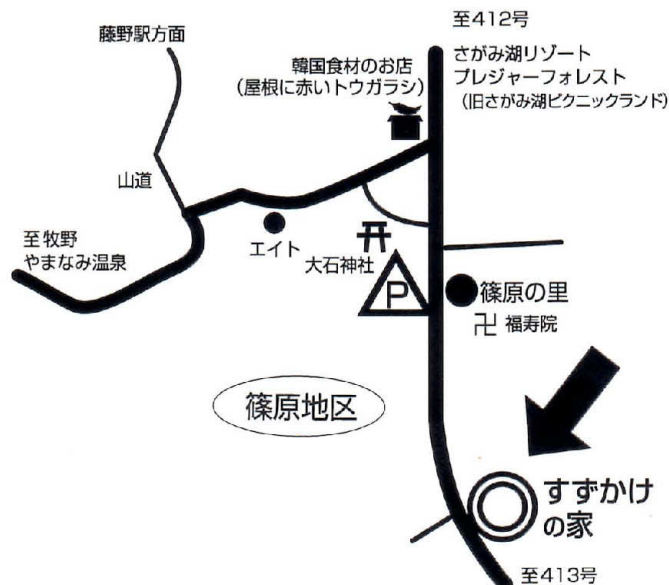 至412号
藤野駅方面
さがみ湖リゾート
プレジャーフォレスト
(旧さがみ湖ピクニックランド)
韓国食材のお店
(屋根に赤いトウガラシ)
山道
至牧野
やまなみ温泉
エイト
大石神社
P
篠原の里
卍 福寿院
篠原地区
すずかけ
の家
至413号